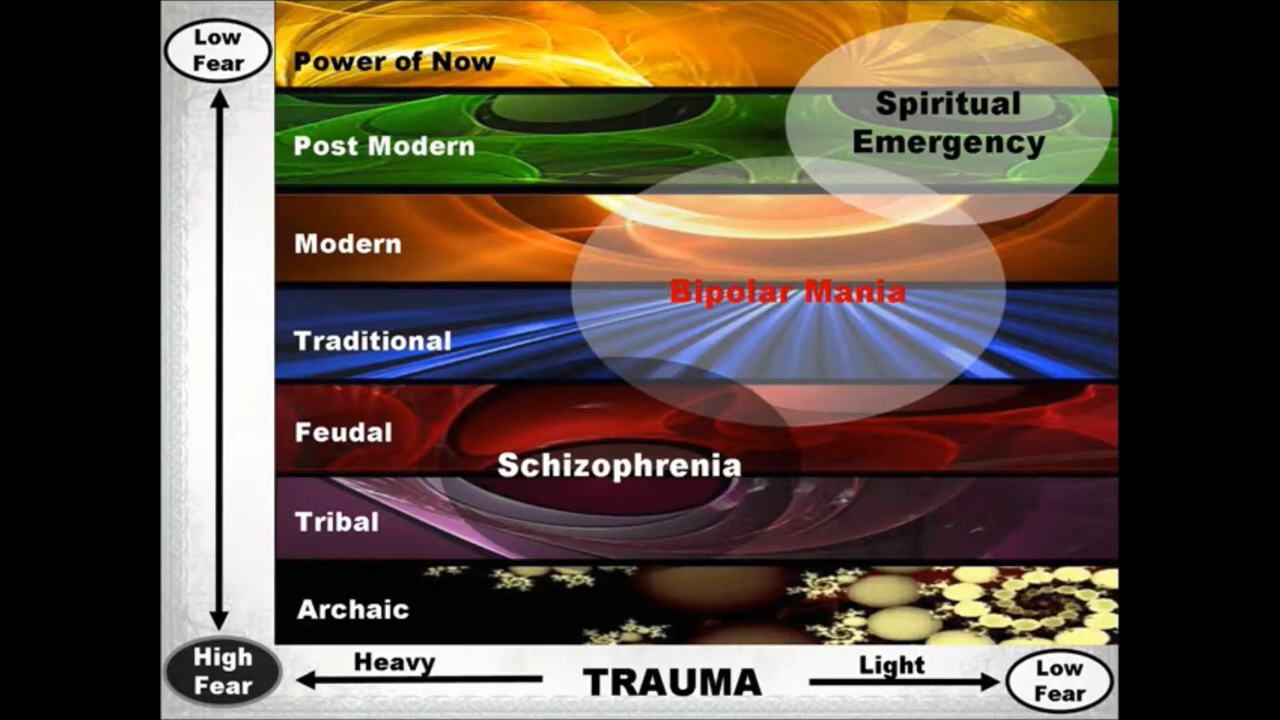 Low
Fear
Power of Now
Spiritual
Emergency
Post Modern
Modern
Bipolar Mania
Traditional
Feudal
Schizophrenia
Tribal
Archaic
High
Fear
Heavy
TRAUMA
Light
Low
Fear